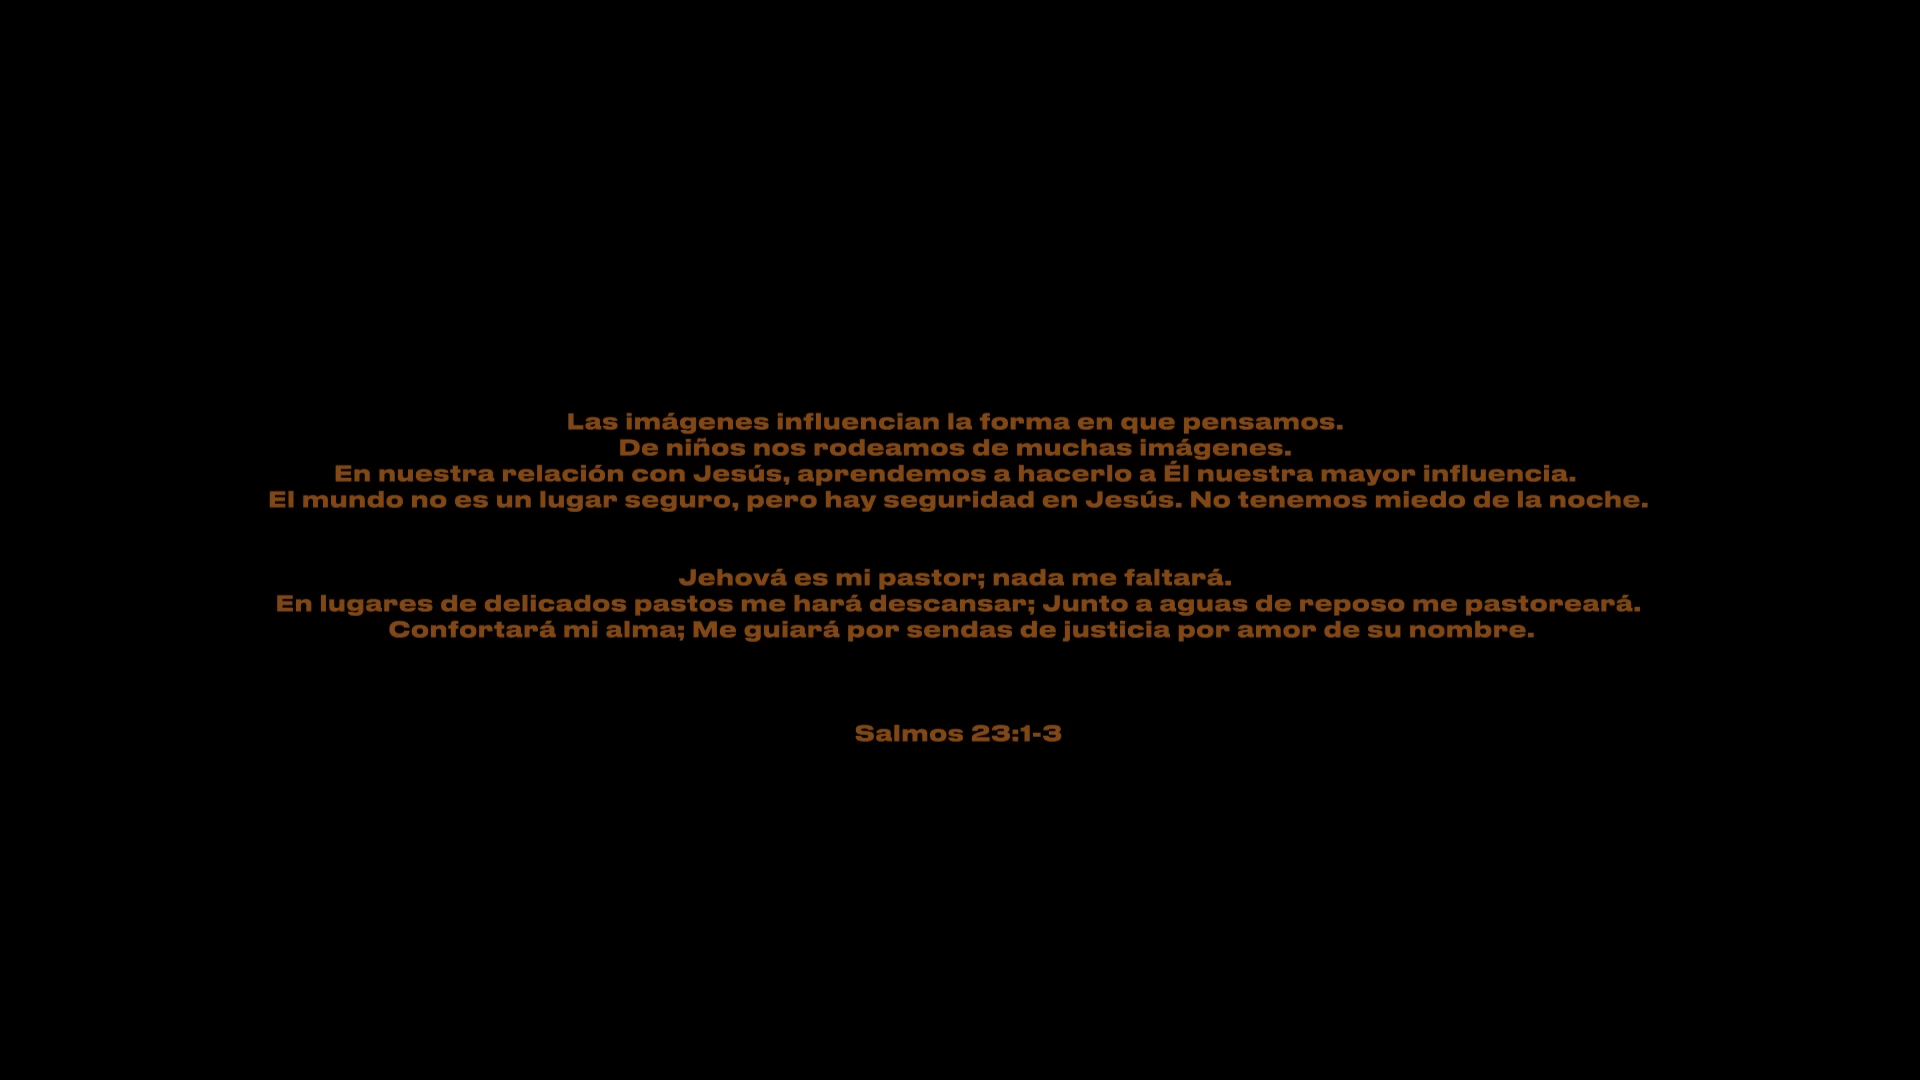 Las imágenes influencian la forma en que pensamos.
De niños nos rodeamos de muchas imágenes.
En nuestra relación con Jesús, aprendemos a hacerlo a Él nuestra mayor influencia.
El mundo no es un lugar seguro, pero hay seguridad en Jesús. No tenemos miedo de la noche.
Jehová es mi pastor; nada me faltará.
En lugares de delicados pastos me hará descansar; Junto a aguas de reposo me pastoreará.
Confortará mi alma; Me guiará por sendas de justicia por amor de su nombre.
Salmos 23:1-3